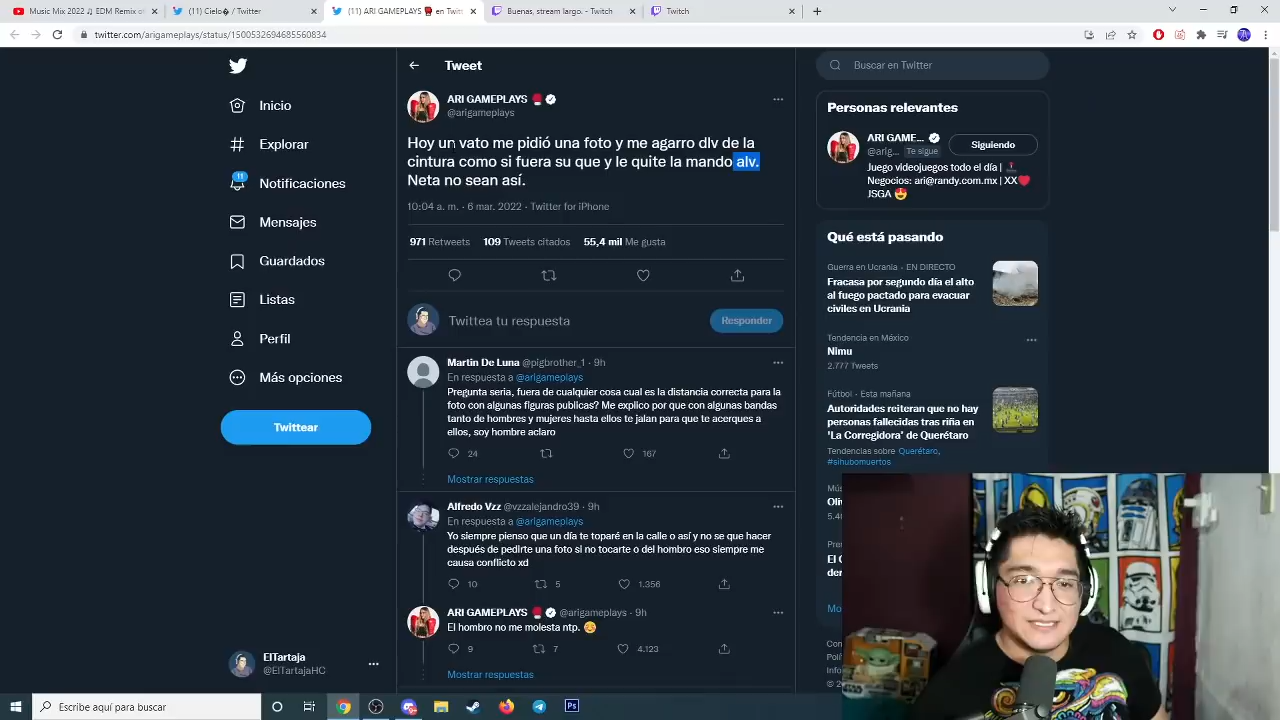 Music Mix 2022 🎵 EDM Remix of
(11) Cielo / Twitter
(11) ARI GAMEPLAYS 🥊 en Twitt
Buenas, stream largo. - Twitch
Twitch
twitter.com/arigameplays/status/1500532694685560834
Tweet
Buscar en Twitter
Inicio
Explorar
11
Notificaciones
Mensajes
Guardados
Listas
Perfil
Más opciones
Twittear
ElTartaja
@ElTartajaHC
ARI GAMEPLAYS 🥊
@arigameplays
Hoy un vato me pidió una foto y me agarro dlv de la
cintura como si fuera su que y le quite la mando alv.
Neta no sean así.
10:04 a. m. · 6 mar. 2022 · Twitter for iPhone
971 Retweets 109 Tweets citados 55,4 mil Me gusta
Twittea tu respuesta
Responder
Martin De Luna @pigbrother_1 · 9h
En respuesta a @arigameplays
Pregunta seria, fuera de cualquier cosa cual es la distancia correcta para la
foto con algunas figuras publicas? Me explico por que con algunas bandas
tanto de hombres y mujeres hasta ellos te jalan para que te acerques a
ellos, soy hombre aclaro
24 167
Mostrar respuestas
Alfredo Vzz @vzzalejandro39 · 9h
En respuesta a @arigameplays
Yo siempre pienso que un día te toparé en la calle o así y no se que hacer
después de pedirte una foto si no tocarte o del hombro eso siempre me
causa conflicto xd
10 5 1.356
ARI GAMEPLAYS 🥊 @arigameplays · 9h
El hombro no me molesta ntp. ☺️
9 7 4.123
Mostrar respuestas
Personas relevantes
ARI GAME...
@arig... Te sigue
Siguiendo
Juego videojuegos todo el día | 🕹️
Negocios: ari@randy.com.mx | XX❤️
JSGA 😍
Qué está pasando
Guerra en Ucrania · EN DIRECTO
Fracasa por segundo día el alto
al fuego pactado para evacuar
civiles en Ucrania
Tendencia en México
Nimu
2.777 Tweets
Fútbol · Esta mañana
Autoridades reiteran que no hay
personas fallecidas tras riña en
'La Corregidora' de Querétaro
Tendencias sobre Querétaro,
#sihubomuertos
Escribe aquí para buscar
Ps